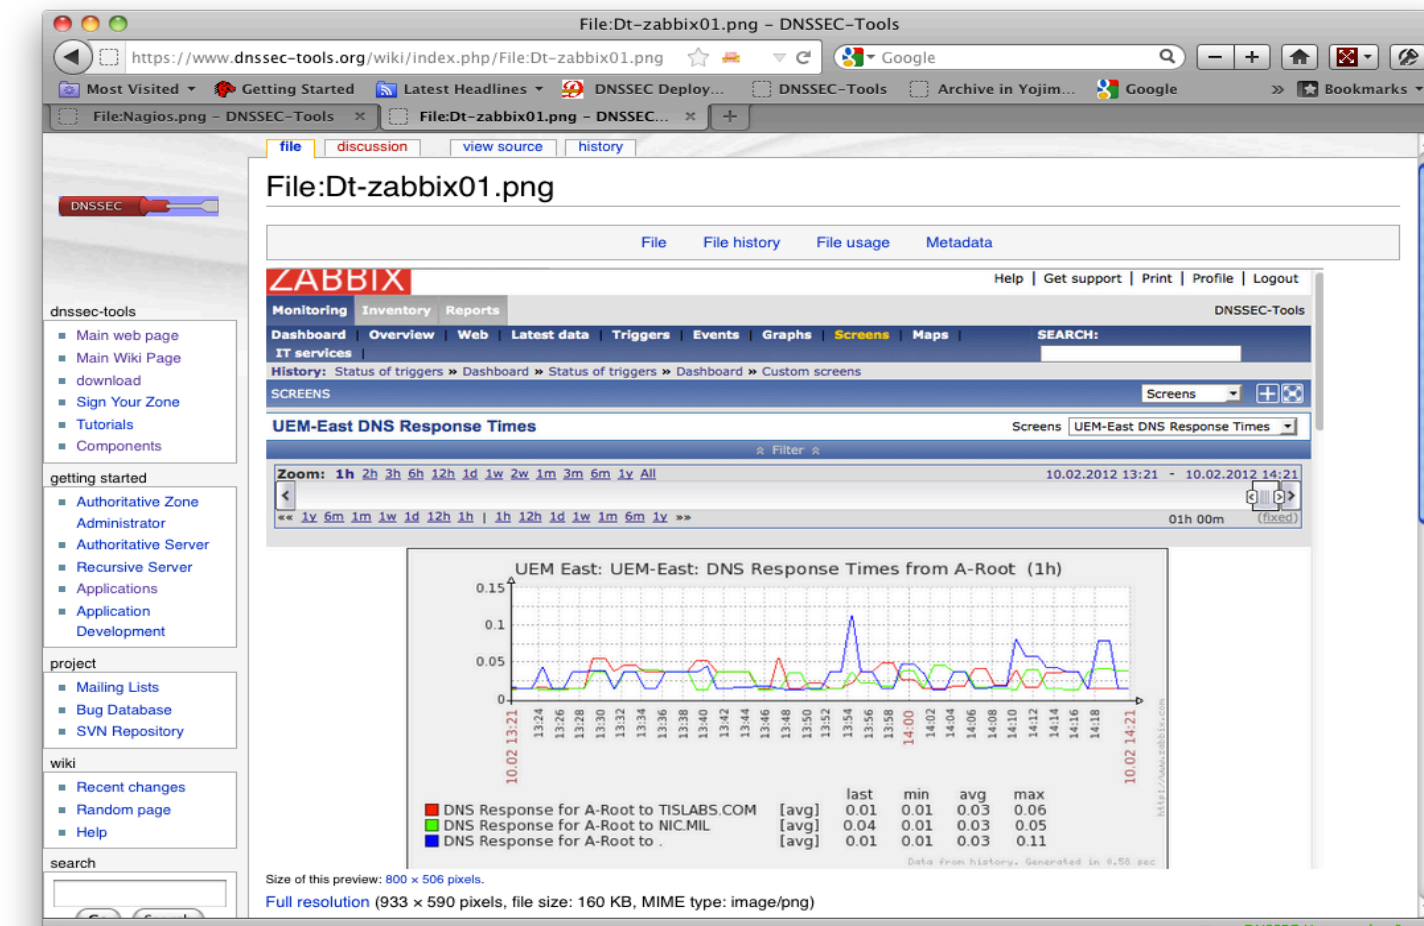 File:Dt-zabbix01.png – DNSSEC-Tools
https://www.dnssec-tools.org/wiki/index.php/File:Dt-zabbix01.png
Google
Most Visited
Getting Started
Latest Headlines
DNSSEC Deploy...
DNSSEC-Tools
Archive in Yojim...
Google
Bookmarks
File:Nagios.png – DNSSEC-Tools
File:Dt-zabbix01.png – DNSSEC...
file discussion view source history
DNSSEC
File:Dt-zabbix01.png
File File history File usage Metadata
dnssec-tools
Main web page
Main Wiki Page
download
Sign Your Zone
Tutorials
Components
getting started
Authoritative Zone
Administrator
Authoritative Server
Recursive Server
Applications
Application
Development
project
Mailing Lists
Bug Database
SVN Repository
wiki
Recent changes
Random page
Help
search
Go Search
ZABBIX
Help | Get support | Print | Profile | Logout
Monitoring Inventory Reports
DNSSEC-Tools
Dashboard | Overview | Web | Latest data | Triggers | Events | Graphs | Screens | Maps |
IT services |
SEARCH:
History: Status of triggers » Dashboard » Status of triggers » Dashboard » Custom screens
SCREENS
Screens
UEM-East DNS Response Times
Screens UEM-East DNS Response Times
Filter
Zoom: 1h 2h 3h 6h 12h 1d 1w 2w 1m 3m 6m 1y All
10.02.2012 13:21 - 10.02.2012 14:21
«« 1y 6m 1m 1w 1d 12h 1h | 1h 12h 1d 1w 1m 6m 1y »»
01h 00m (fixed)
UEM East: UEM-East: DNS Response Times from A-Root (1h)
0.15
0.1
0.05
0
10.02 13:21
13:24
13:26
13:28
13:30
13:32
13:34
13:36
13:38
13:40
13:42
13:44
13:46
13:48
13:50
13:52
13:54
13:56
13:58
14:00
14:02
14:04
14:06
14:08
14:10
14:12
14:14
14:16
14:18
10.02 14:21
http://www.zabbix.com
last min avg max
DNS Response for A-Root to TISLABS.COM [avg] 0.01 0.01 0.03 0.06
DNS Response for A-Root to NIC.MIL [avg] 0.04 0.01 0.03 0.05
DNS Response for A-Root to . [avg] 0.01 0.01 0.03 0.11
Data from history. Generated in 0.58 sec
Size of this preview: 800 × 506 pixels.
Full resolution (933 × 590 pixels, file size: 160 KB, MIME type: image/png)